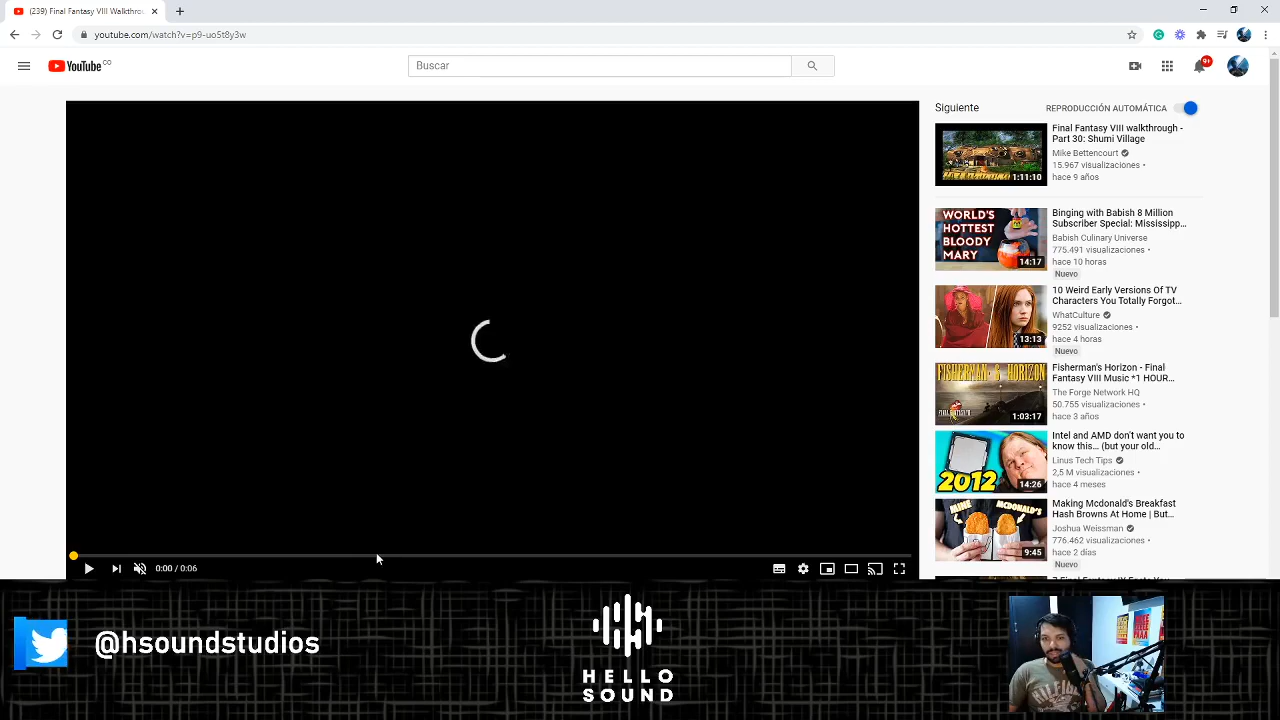 (239) Final Fantasy VIII Walkthrou
youtube.com/watch?v=p9-uo5t8y3w
YouTube CO
Buscar
9+
0:00 / 0:06
Siguiente
REPRODUCCIÓN AUTOMÁTICA
1:11:10
Final Fantasy VIII walkthrough -
Part 30: Shumi Village
Mike Bettencourt
15.967 visualizaciones •
hace 9 años
WORLD'S
HOTTEST
BLOODY
MARY
14:17
Binging with Babish 8 Million
Subscriber Special: Mississipp...
Babish Culinary Universe
775.491 visualizaciones •
hace 10 horas
Nuevo
13:13
10 Weird Early Versions Of TV
Characters You Totally Forgot...
WhatCulture
9252 visualizaciones •
hace 4 horas
Nuevo
FISHERMAN'S HORIZON
1:03:17
Fisherman's Horizon - Final
Fantasy VIII Music *1 HOUR...
The Forge Network HQ
50.755 visualizaciones •
hace 3 años
2012
14:26
Intel and AMD don't want you to
know this… (but your old...
Linus Tech Tips
2,5 M visualizaciones •
hace 4 meses
MINE
MCDONALD'S
9:45
Making Mcdonald's Breakfast
Hash Browns At Home | But...
Joshua Weissman
776.462 visualizaciones •
hace 2 días
Nuevo
@hsoundstudios
HELLO
SOUND